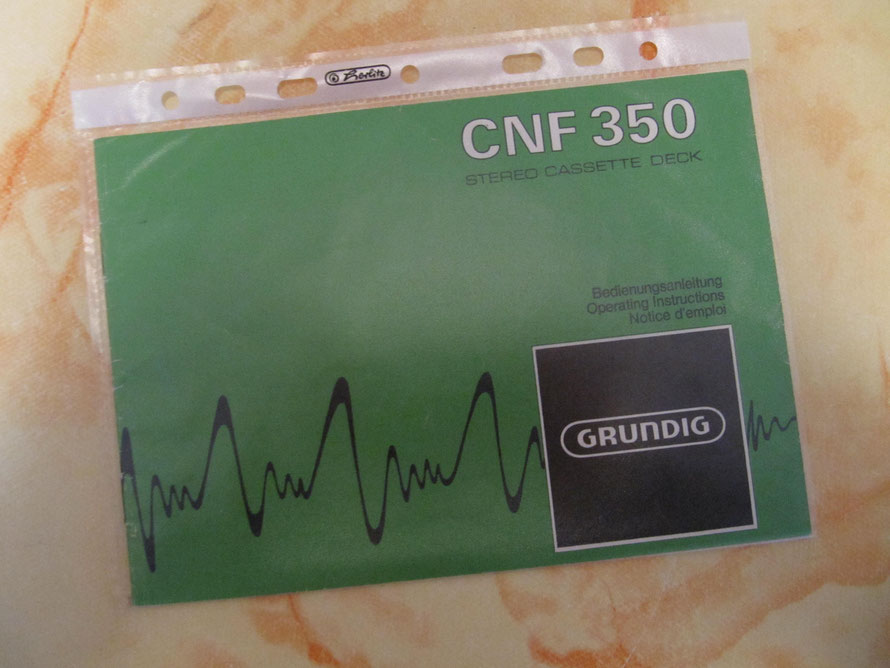 Herlitz
CNF 350
STEREO CASSETTE DECK
Bedienungsanleitung
Operating Instructions
Notice d'emploi
GRUNDIG